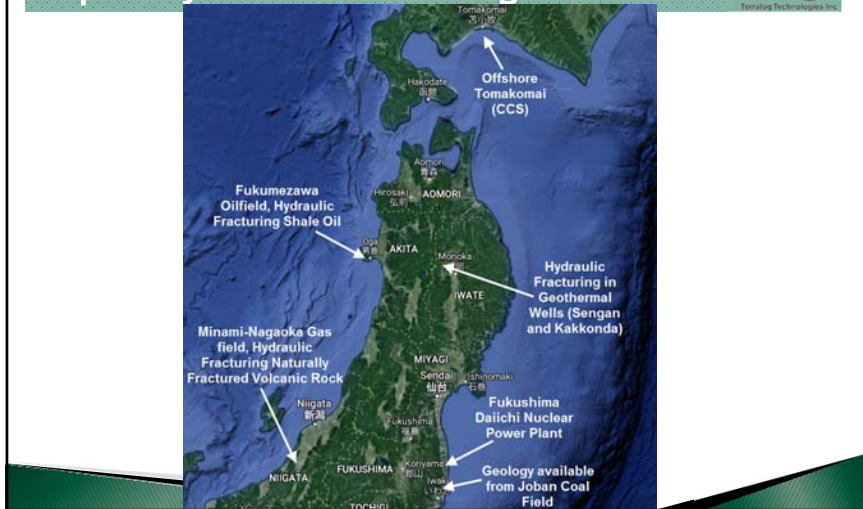 Terralog Technologies Inc
Tomakomai
苫小牧
Offshore
Tomakomai
(CCS)
Hakodate
函館
Aomori
青森
Hirosaki
弘前
AOMORI
Fukumezawa
Oilfield, Hydraulic
Fracturing Shale Oil
Oga
男鹿
AKITA
Morioka
IWATE
Hydraulic
Fracturing in
Geothermal
Wells (Sengan
and Kakkonda)
Minami-Nagaoka Gas
field, Hydraulic
Fracturing Naturally
Fractured Volcanic Rock
MIYAGI
Sendai
仙台
Ishinomaki
石巻
Niigata
新潟
Fukushima
福島
Fukushima
Daiichi Nuclear
Power Plant
NIIGATA
FUKUSHIMA
Koriyama
郡山
Iwaki
いわ
Geology available
from Joban Coal
Field
TOCHIGI